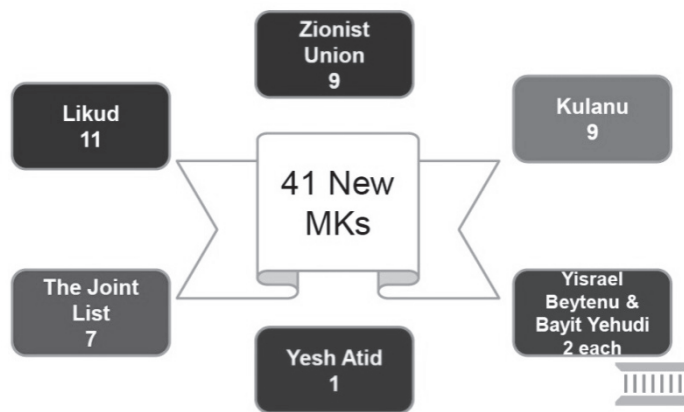 Zionist
Union
9
Likud
11
Kulanu
9
41 New
MKs
The Joint
List
7
Yisrael
Beytenu &
Bayit Yehudi
2 each
Yesh Atid
1